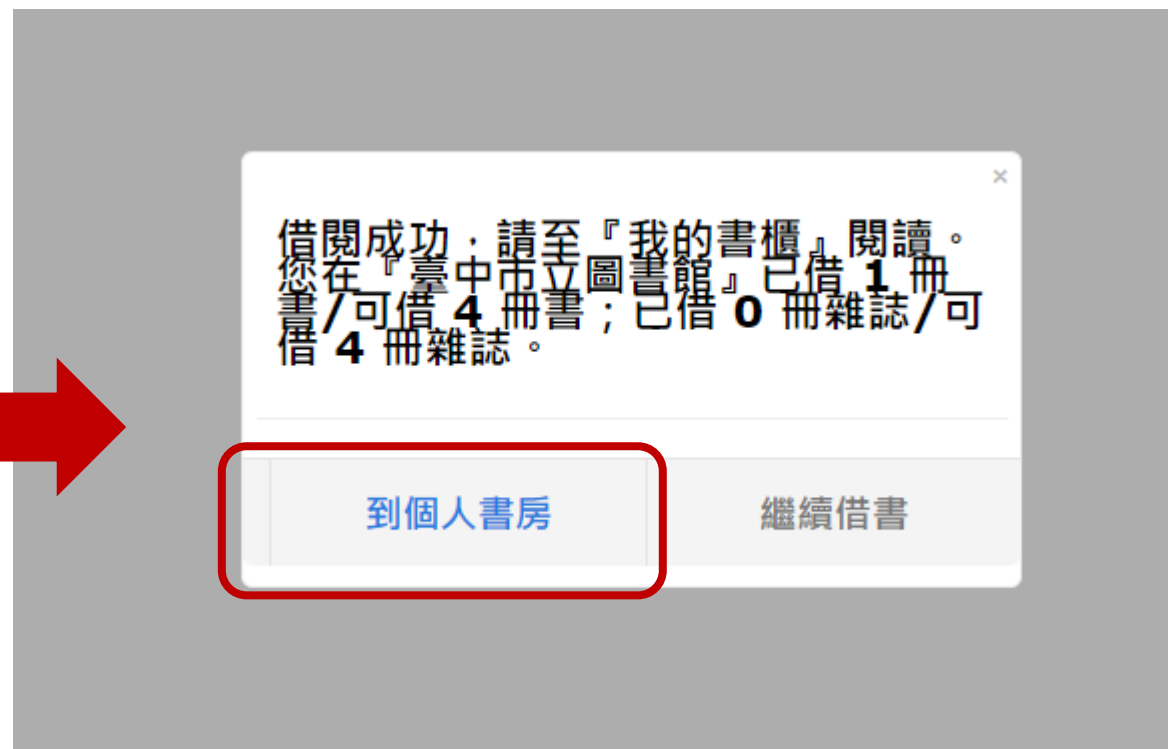 ×
借閱成功，請至『我的書櫃』閱讀。
您在『臺中市立圖書館』已借 1 冊
書/可借 4 冊書；已借 0 冊雜誌/可
借 4 冊雜誌。
到個人書房
繼續借書